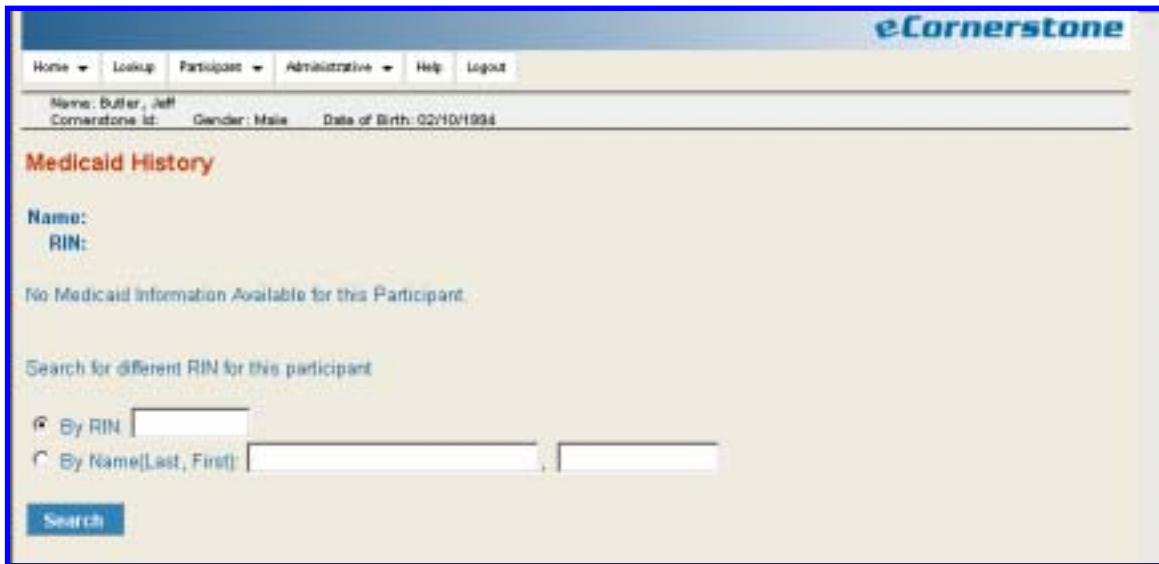 eCornerstone
Home Lookup Participant Administrative Help Logout
Name: Butler, Jeff
Cornerstone Id: Gender: Male Date of Birth: 02/10/1994
Medicaid History
Name:
RIN:
No Medicaid Information Available for this Participant.
Search for different RIN for this participant
By RIN:
By Name(Last, First): ,
Search